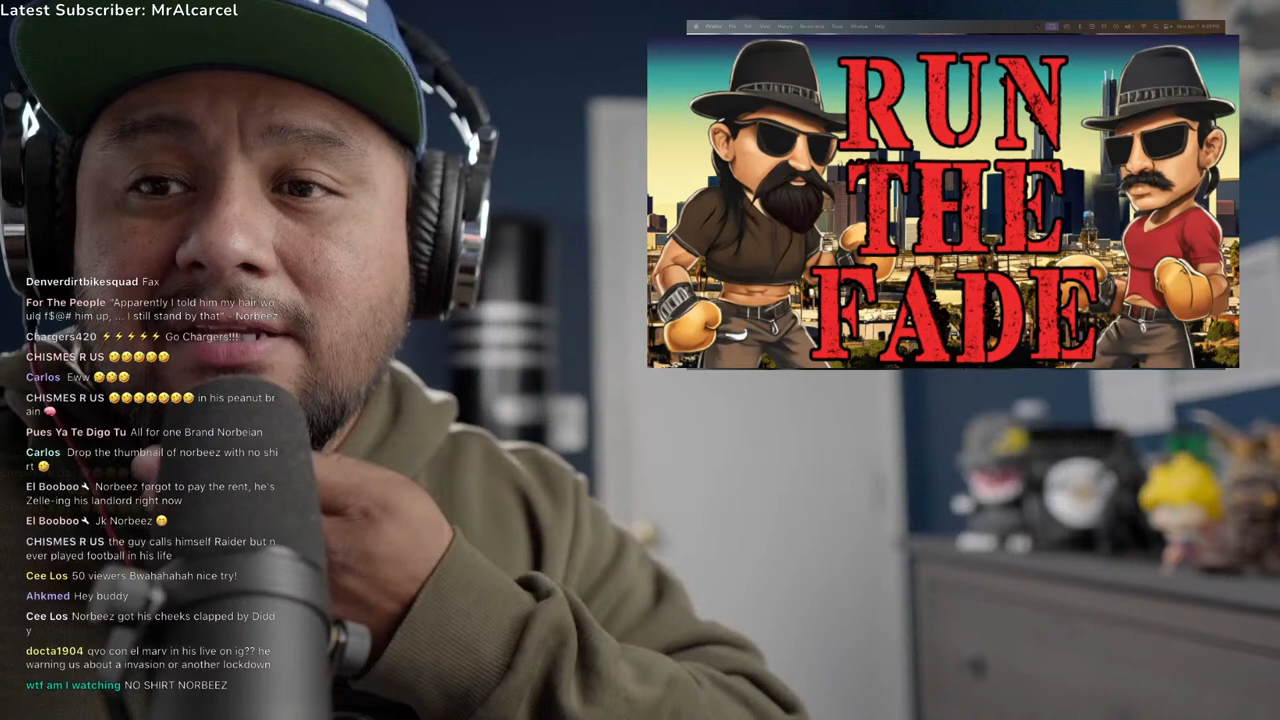 Latest Subscriber: MrAlcarcel
RUN
THE
FADE
Denverdirtbikesquad Fax
For The People "Apparently I told him my hair wo
uld f$@# him up, ... I still stand by that" - Norbeez
Chargers420 ⚡⚡⚡⚡⚡ Go Chargers!!!
CHISMES R US 🤣🤣🤣🤣🤣
Carlos Eww 🤣🤣🤣
CHISMES R US 🤣🤣🤣🤣🤣🤣🤣 in his peanut br
ain 🧠
Pues Ya Te Digo Tu All for one Brand Norbeian
Carlos Drop the thumbnail of norbeez with no shi
rt 🤣
El Booboo Norbeez forgot to pay the rent, he's
Zelle-ing his landlord right now
El Booboo Jk Norbeez 😁
CHISMES R US the guy calls himself Raider but n
ever played football in his life
Cee Los 50 viewers Bwahahahah nice try!
Ahkmed Hey buddy
Cee Los Norbeez got his cheeks clapped by Didd
y
docta1904 qvo con el marv in his live on ig?? he
warning us about a invasion or another lockdown
wtf am I watching NO SHIRT NORBEEZ